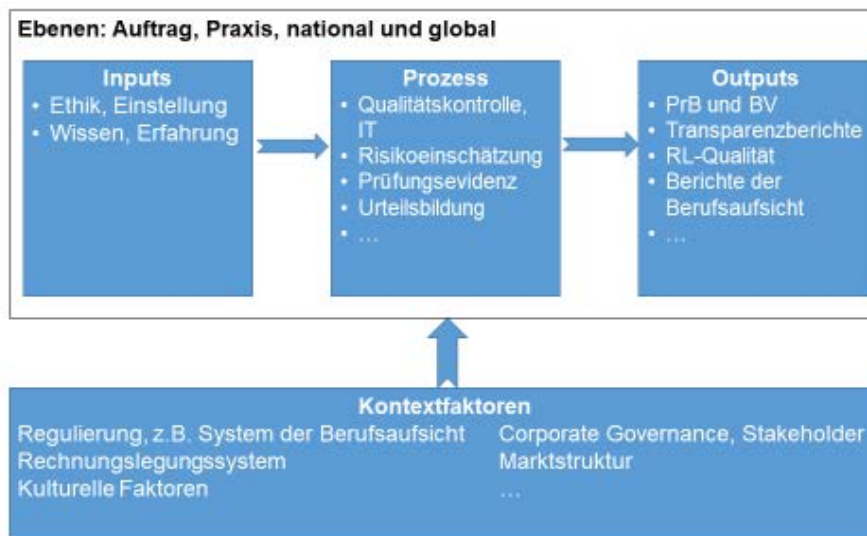 Ebenen: Auftrag, Praxis, national und global
Inputs
• Ethik, Einstellung
• Wissen, Erfahrung
Prozess
• Qualitätskontrolle,
IT
• Risikoeinschätzung
• Prüfungsevidenz
• Urteilsbildung
• …
Outputs
• PrB und BV
• Transparenzberichte
• RL-Qualität
• Berichte der
Berufsaufsicht
• …
Kontextfaktoren
Regulierung, z.B. System der Berufsaufsicht
Rechnungslegungssystem
Kulturelle Faktoren
Corporate Governance, Stakeholder
Marktstruktur
…